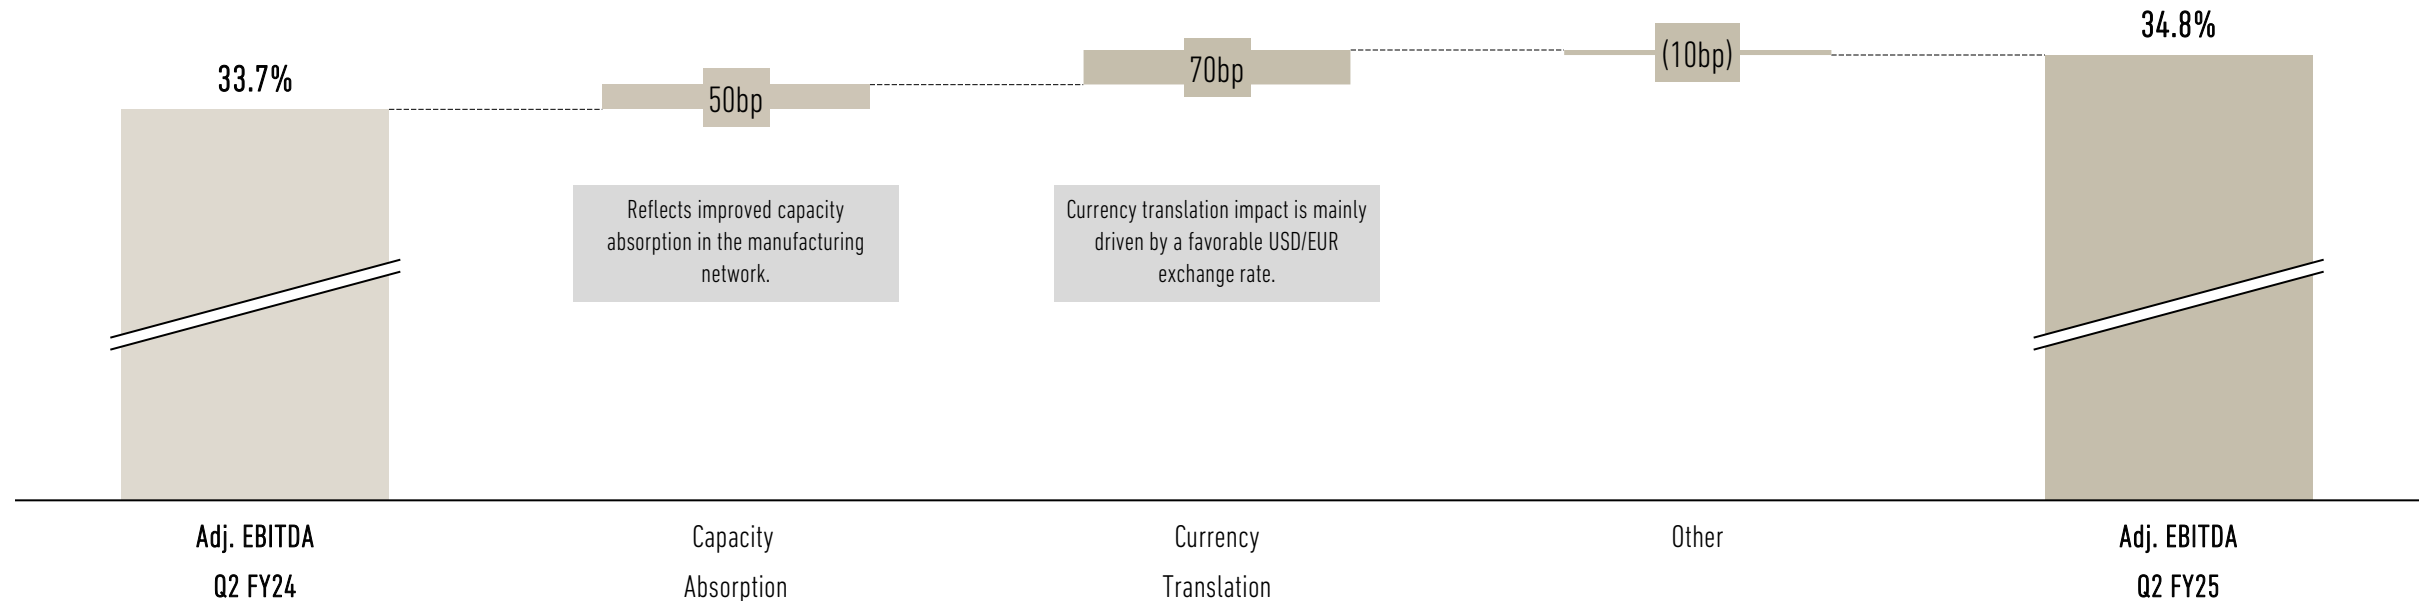 33.7%
50bp
70bp
(10bp)
34.8%
Reflects improved capacity
absorption in the manufacturing
network.
Currency translation impact is mainly
driven by a favorable USD/EUR
exchange rate.
Adj. EBITDA
Q2 FY24
Capacity
Absorption
Currency
Translation
Other
Adj. EBITDA
Q2 FY25